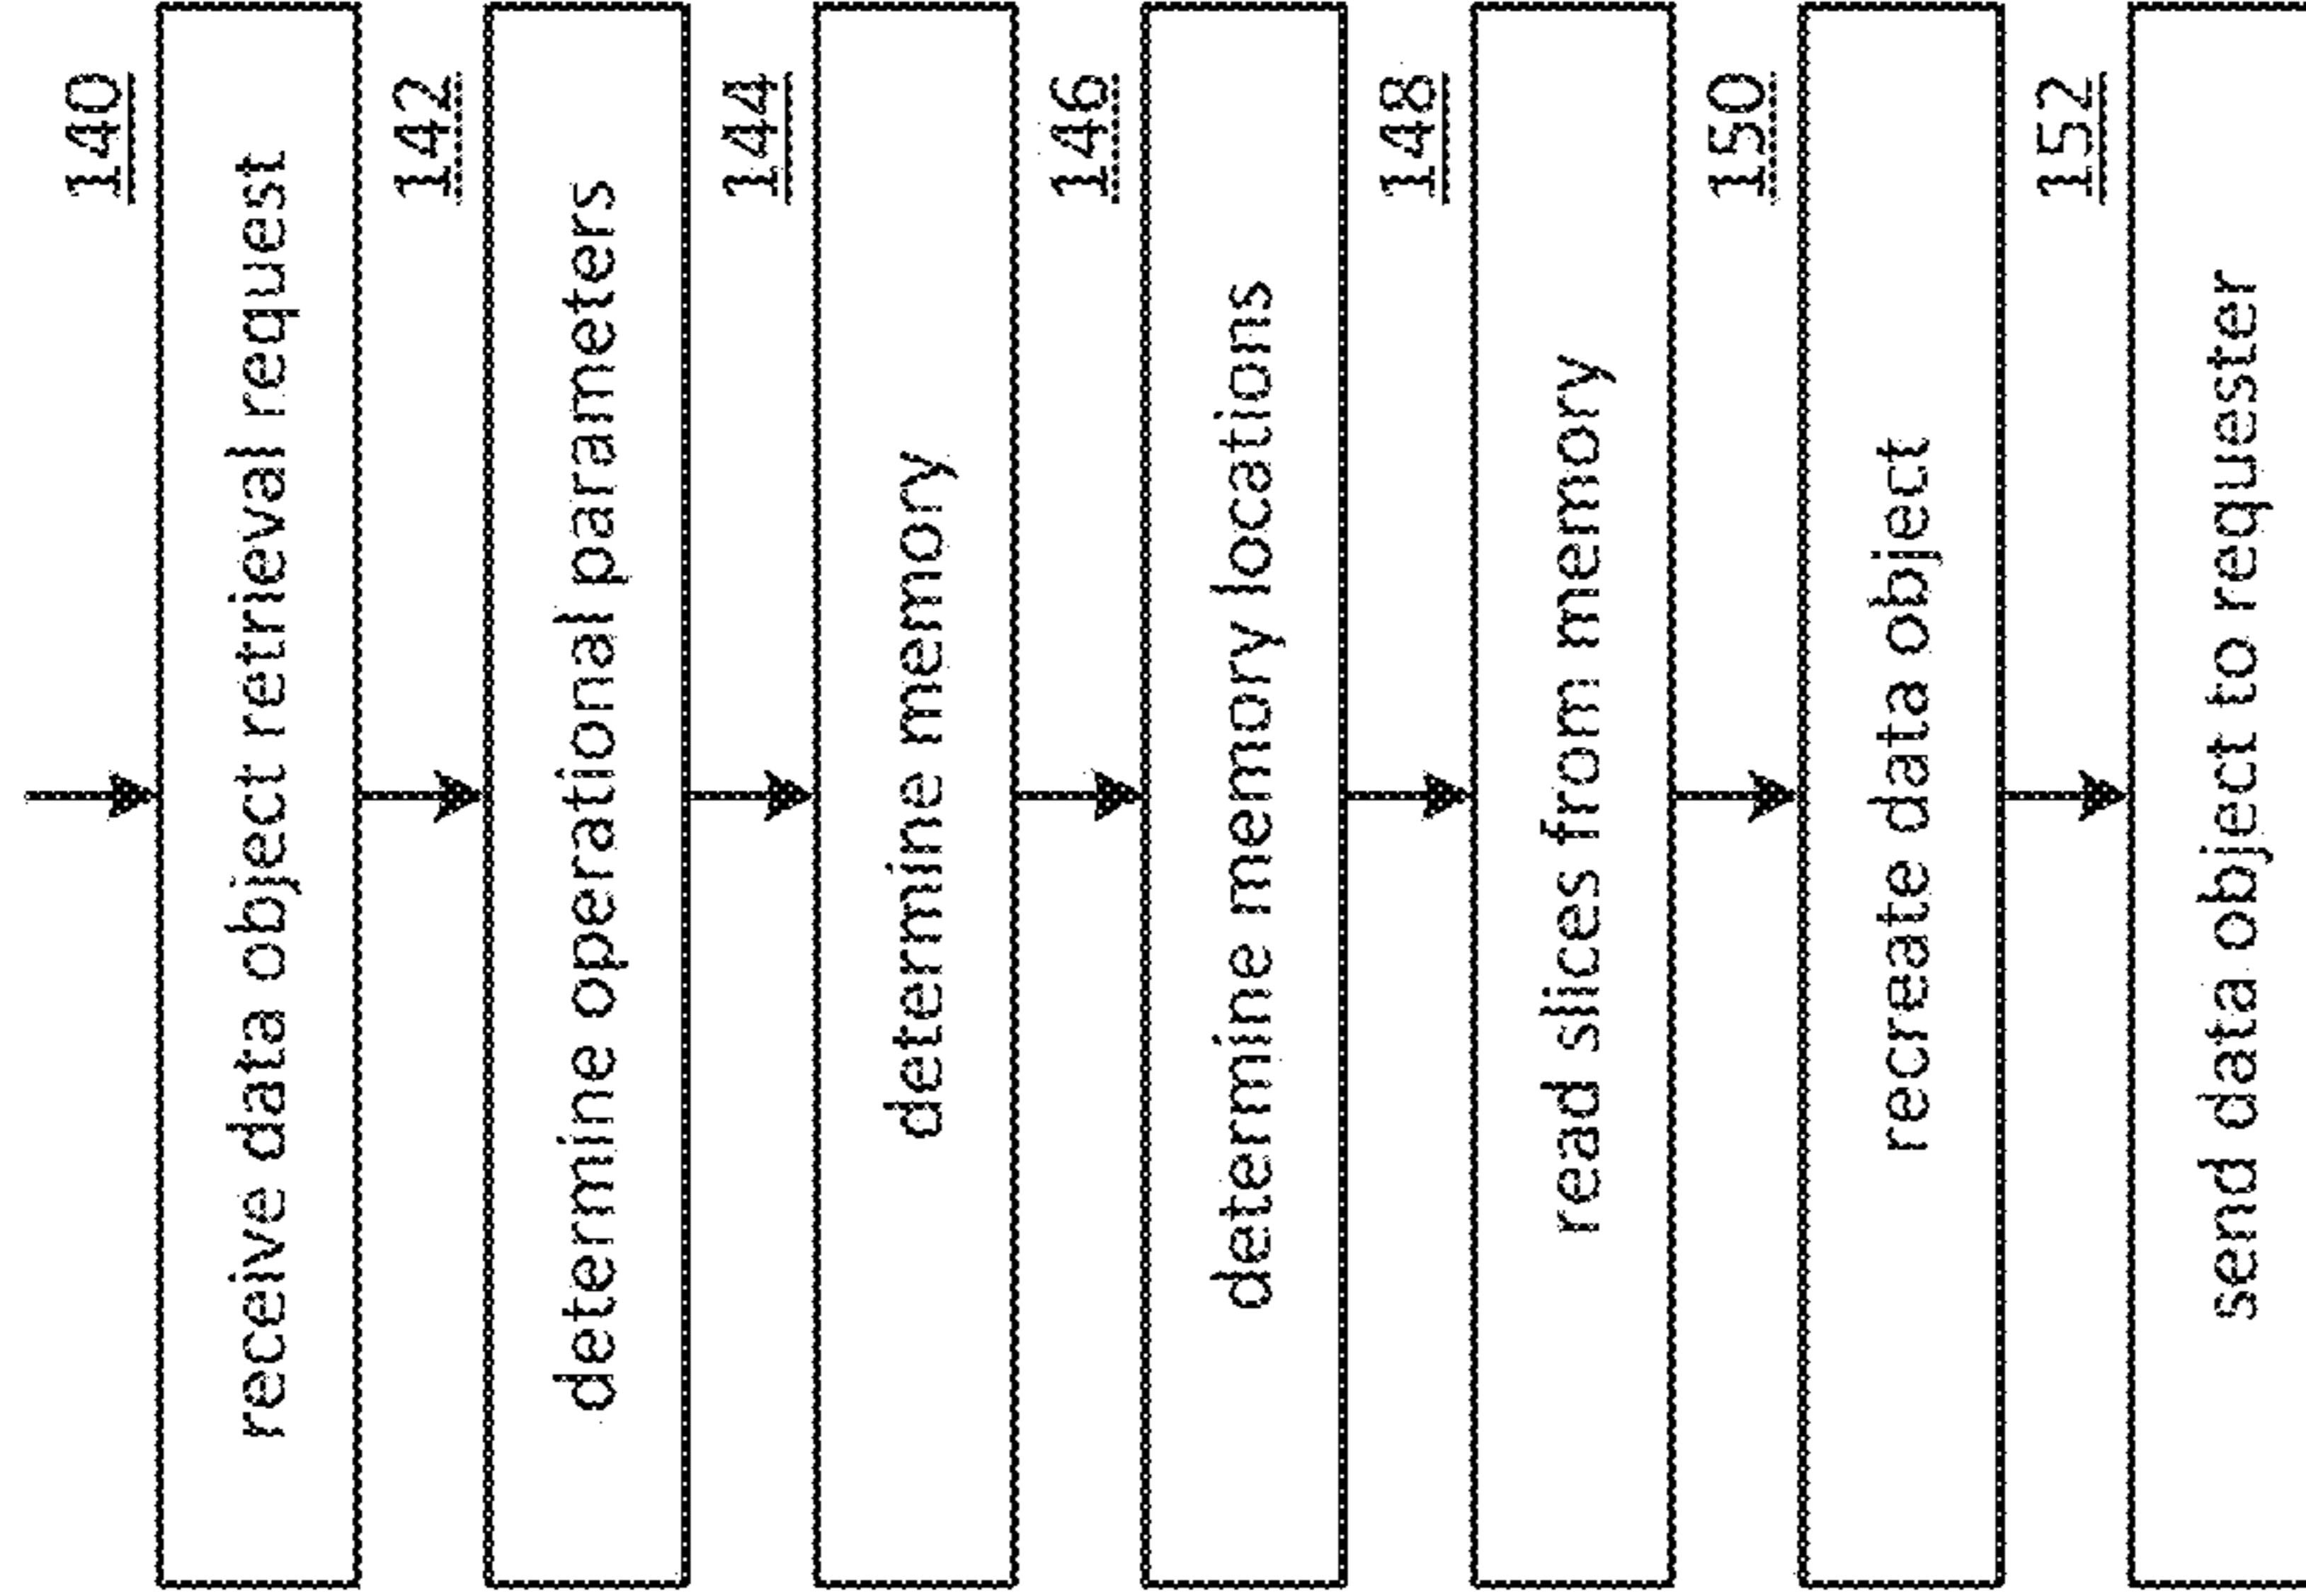 140
receive data object retrieval request
142
determine operational parameters
144
determine memory
146
determine memory locations
148
read slices from memory
150
recreate data object
152
send data object to requester